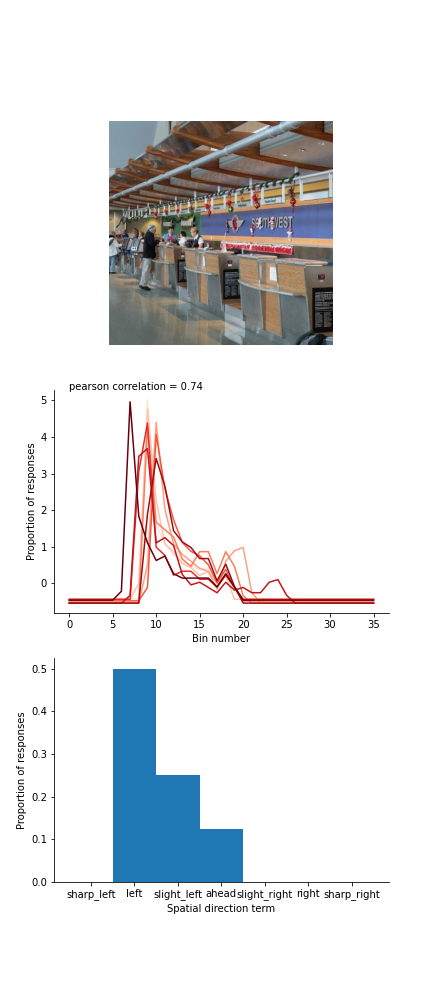 SOUTHWEST
pearson correlation = 0.74
Proportion of responses
5
4
3
2
1
0
0 5 10 15 20 25 30 35
Bin number
Proportion of responses
0.5
0.4
0.3
0.2
0.1
0.0
sharp_left left slight_left ahead slight_right right sharp_right
Spatial direction term